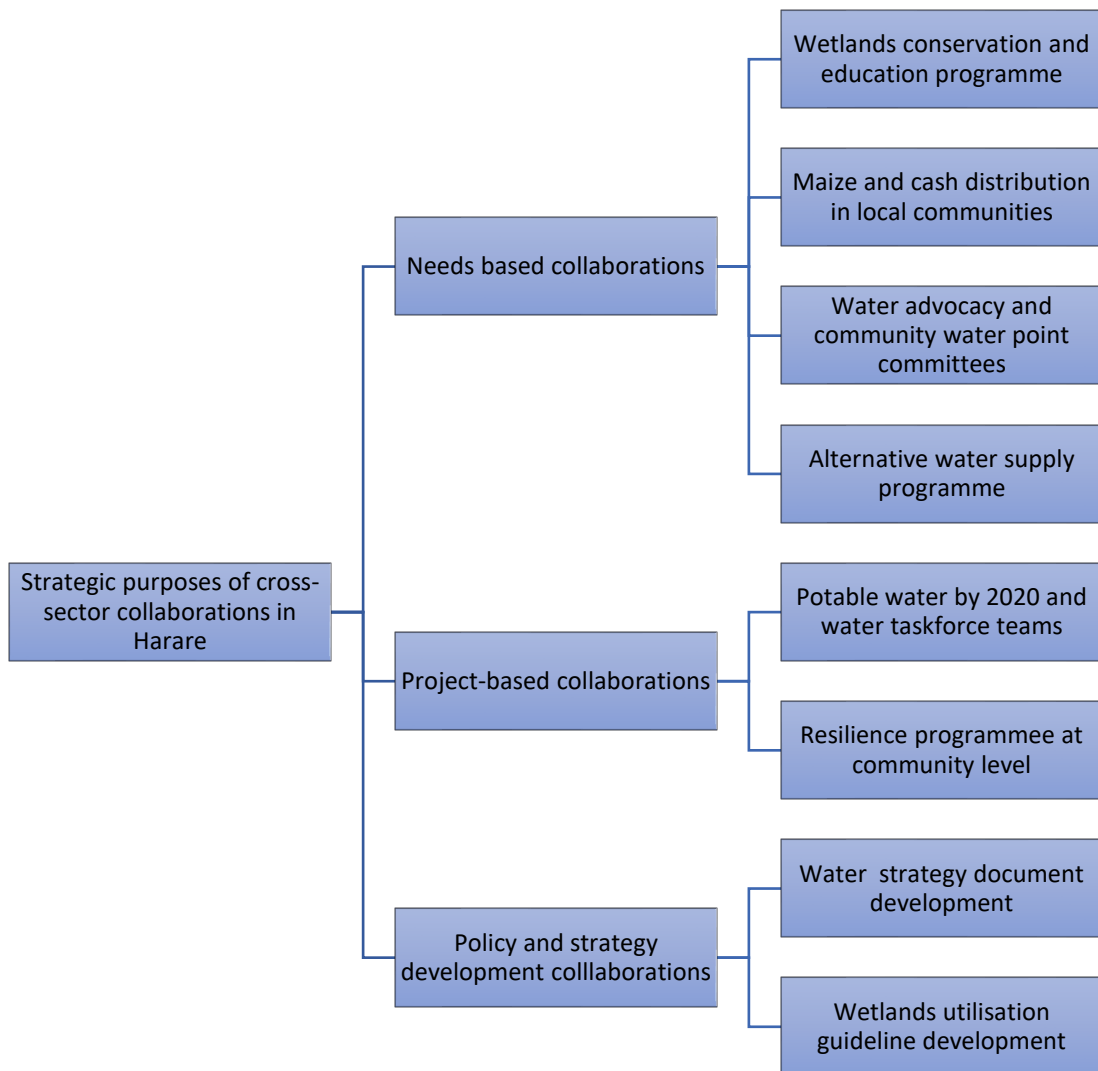 Strategic purposes of cross-
sector collaborations in
Harare
Needs based collaborations
Wetlands conservation and
education programme
Maize and cash distribution
in local communities
Water advocacy and
community water point
committees
Alternative water supply
programme
Project-based collaborations
Potable water by 2020 and
water taskforce teams
Resilience programmee at
community level
Policy and strategy
development colllaborations
Water  strategy document
development
Wetlands utilisation
guideline development